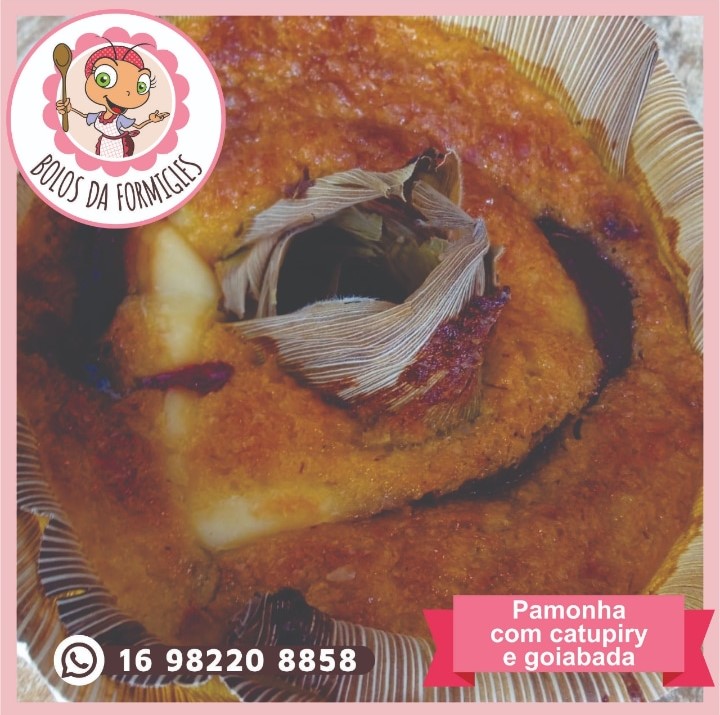 BOLOS DA FORMIGLES
16 98220 8858
Pamonha
com catupiry
e goiabada